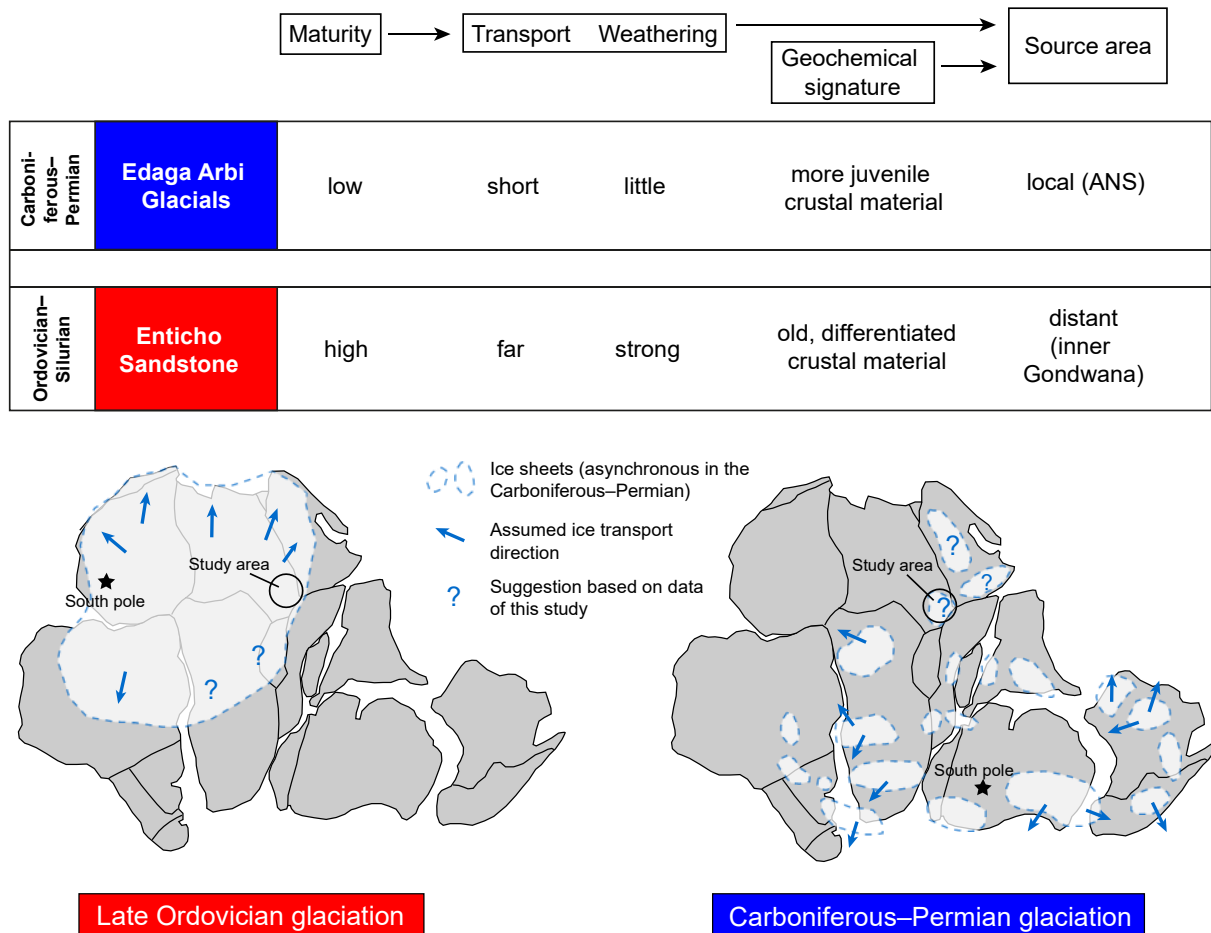 Maturity
Transport Weathering
Geochemical
signature
Source area
Carboni-
ferous–
Permian
Edaga Arbi
Glacials
low
short
little
more juvenile
crustal material
local (ANS)
Ordovician–
Silurian
Enticho
Sandstone
high
far
strong
old, differentiated
crustal material
distant
(inner
Gondwana)
Ice sheets (asynchronous in the
Carboniferous–Permian)
Assumed ice transport
direction
?
Suggestion based on data
of this study
Study area
South pole
?
?
?
?
Study area
?
South pole
Late Ordovician glaciation
Carboniferous–Permian glaciation